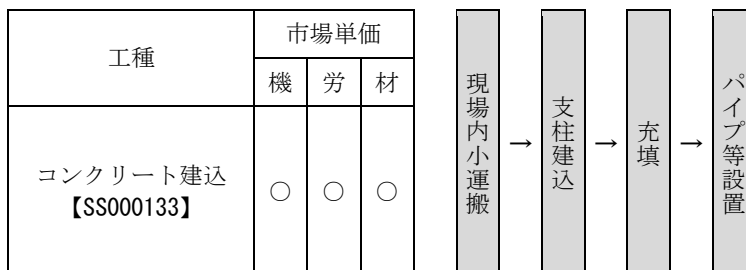 工種
市場単価
機 労 材
コンクリート建込
【SS000133】
○ ○ ○
現場内小運搬
→
支柱建込
→
充填
→
パイプ等設置